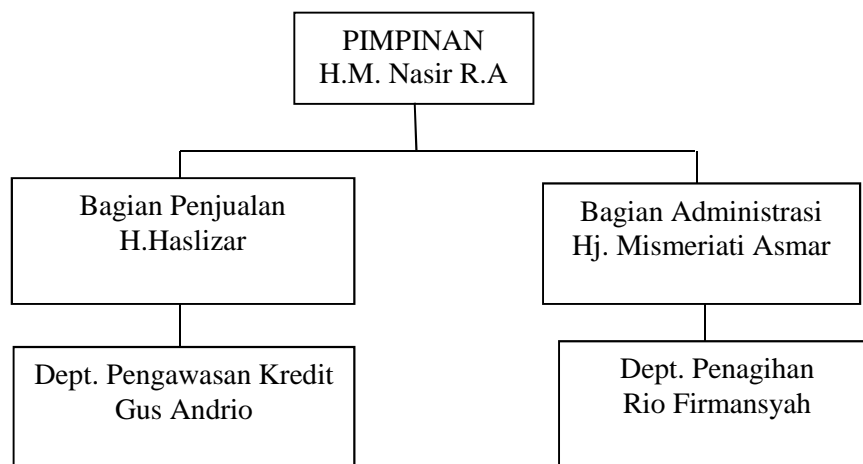 PIMPINAN
H.M. Nasir R.A
Bagian Penjualan
H.Haslizar
Bagian Administrasi
Hj. Mismeriati Asmar
Dept. Pengawasan Kredit
Gus Andrio
Dept. Penagihan
Rio Firmansyah